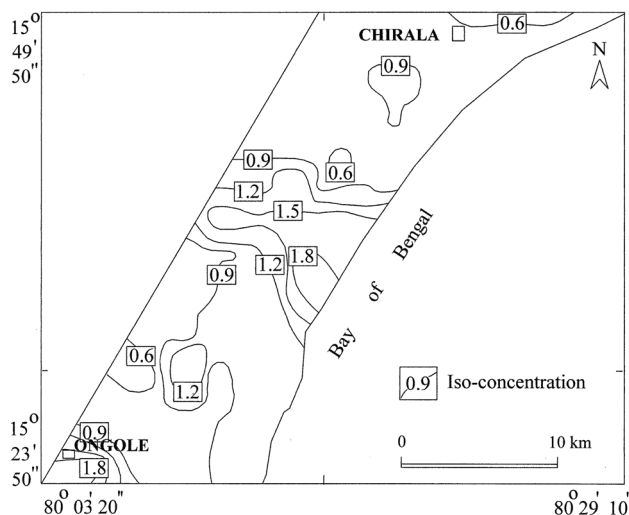 15°
49'
50"
CHIRALA
0.6
N
0.9
0.9
0.6
1.2
1.5
1.8
1.2
0.9
Bay of Bengal
0.6
1.2
0.9 Iso-concentration
15°
23'
50"
0.9
ONGOLE
1.8
0 10 km
80° 03' 20"
80° 29' 10"